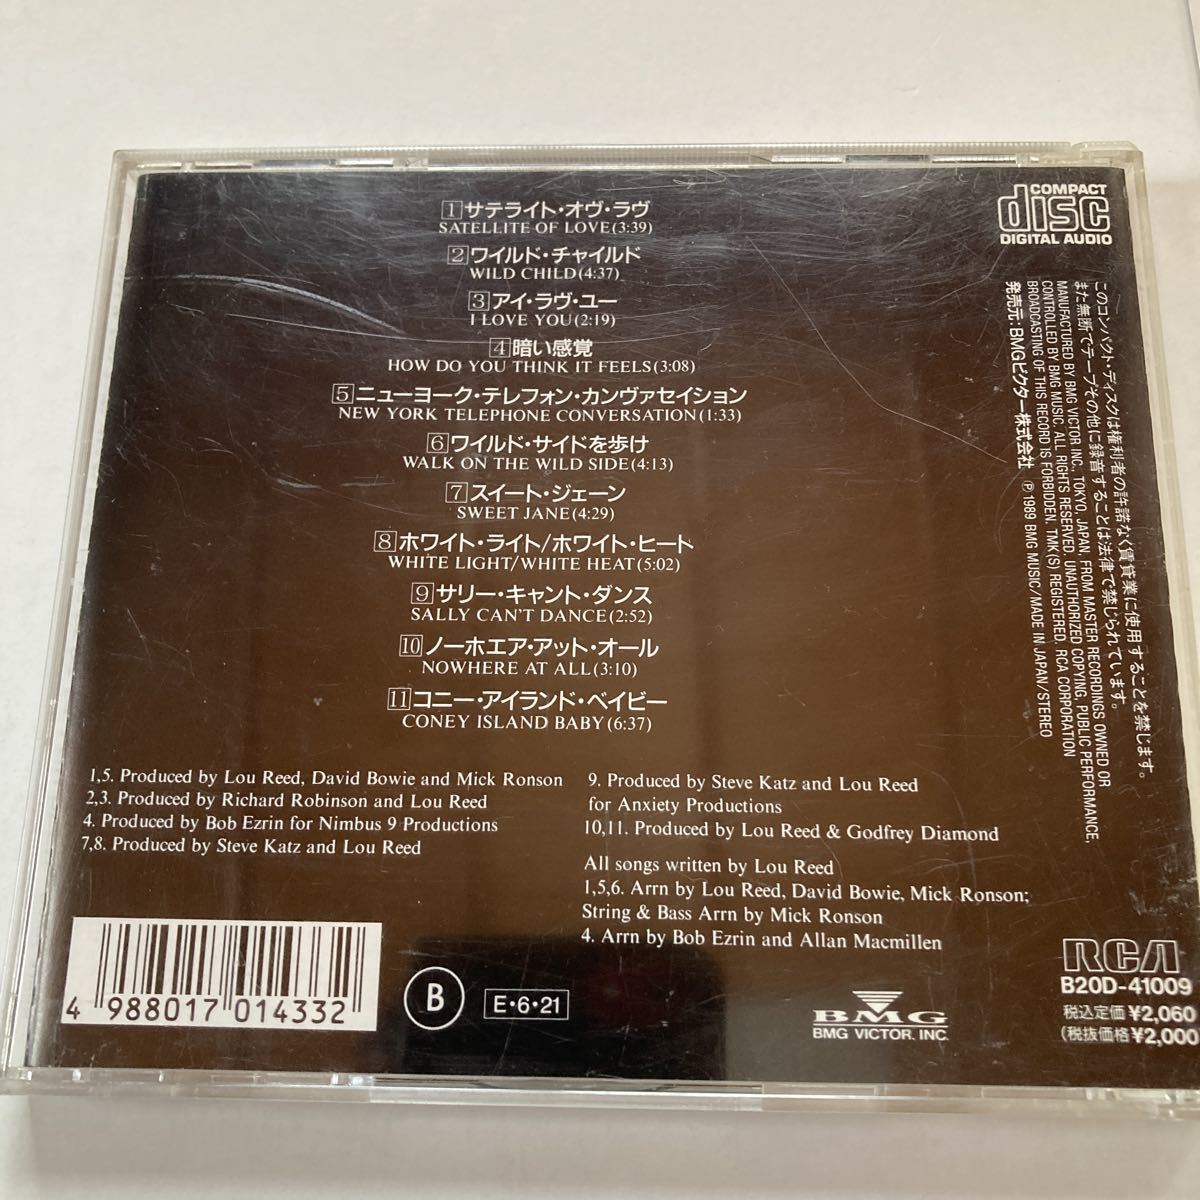 1 サテライト・オヴ・ラヴ
SATELLITE OF LOVE(3:39)
2 ワイルド・チャイルド
WILD CHILD(4:37)
3 アイ・ラヴ・ユー
I LOVE YOU(2:19)
4 暗い感覚
HOW DO YOU THINK IT FEELS(3:08)
5 ニューヨーク・テレフォン・カンヴァセイション
NEW YORK TELEPHONE CONVERSATION(1:33)
6 ワイルド・サイドを歩け
WALK ON THE WILD SIDE(4:13)
7 スイート・ジェーン
SWEET JANE(4:29)
8 ホワイト・ライト/ホワイト・ヒート
WHITE LIGHT/WHITE HEAT(5:02)
9 サリー・キャント・ダンス
SALLY CAN'T DANCE(2:52)
10 ノーホエア・アット・オール
NOWHERE AT ALL(3:10)
11 コニー・アイランド・ベイビー
CONEY ISLAND BABY(6:37)
1,5. Produced by Lou Reed, David Bowie and Mick Ronson
2,3. Produced by Richard Robinson and Lou Reed
4. Produced by Bob Ezrin for Nimbus 9 Productions
7,8. Produced by Steve Katz and Lou Reed
9. Produced by Steve Katz and Lou Reed
for Anxiety Productions
10,11. Produced by Lou Reed & Godfrey Diamond
All songs written by Lou Reed
1,5,6. Arrn by Lou Reed, David Bowie, Mick Ronson;
String & Bass Arrn by Mick Ronson
4. Arrn by Bob Ezrin and Allan Macmillen
COMPACT
disc
DIGITAL AUDIO
このコンパクト・ディスクは権利者の許諾なく賃貸業に使用することを禁じます。
また無断でテープその他に録音することは法律で禁じられています。
MANUFACTURED BY BMG VICTOR INC., TOKYO, JAPAN, FROM MASTER RECORDINGS OWNED OR
CONTROLLED BY BMG MUSIC. ALL RIGHTS RESERVED. UNAUTHORIZED COPYING, PUBLIC PERFORMANCE,
BROADCASTING OF THIS RECORD IS FORBIDDEN. TMK(S) REGISTERED, RCA CORPORATION
発売元:BMGビクター株式会社 ℗ 1989 BMG MUSIC/MADE IN JAPAN/STEREO
4 988017 014332
B
E・6・21
BMG
BMG VICTOR, INC.
RCA
B20D-41009
税込定価¥2,060
(税抜価格¥2,000